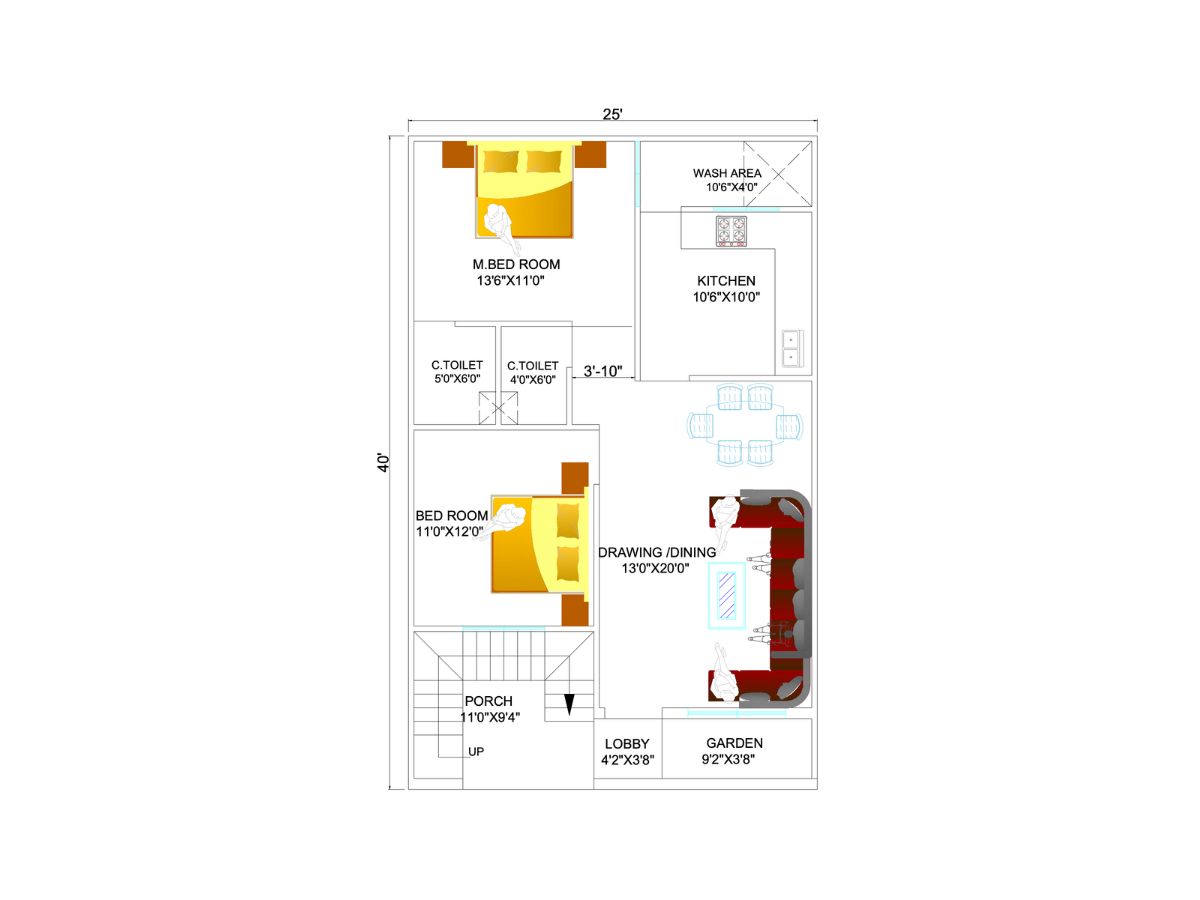 25'
WASH AREA
10'6"X4'0"
M.BED ROOM
13'6"X11'0"
KITCHEN
10'6"X10'0"
C.TOILET
5'0"X6'0"
C.TOILET
4'0"X6'0"
3'-10"
40'
BED ROOM
11'0"X12'0"
DRAWING /DINING
13'0"X20'0"
PORCH
11'0"X9'4"
UP
LOBBY
4'2"X3'8"
GARDEN
9'2"X3'8"